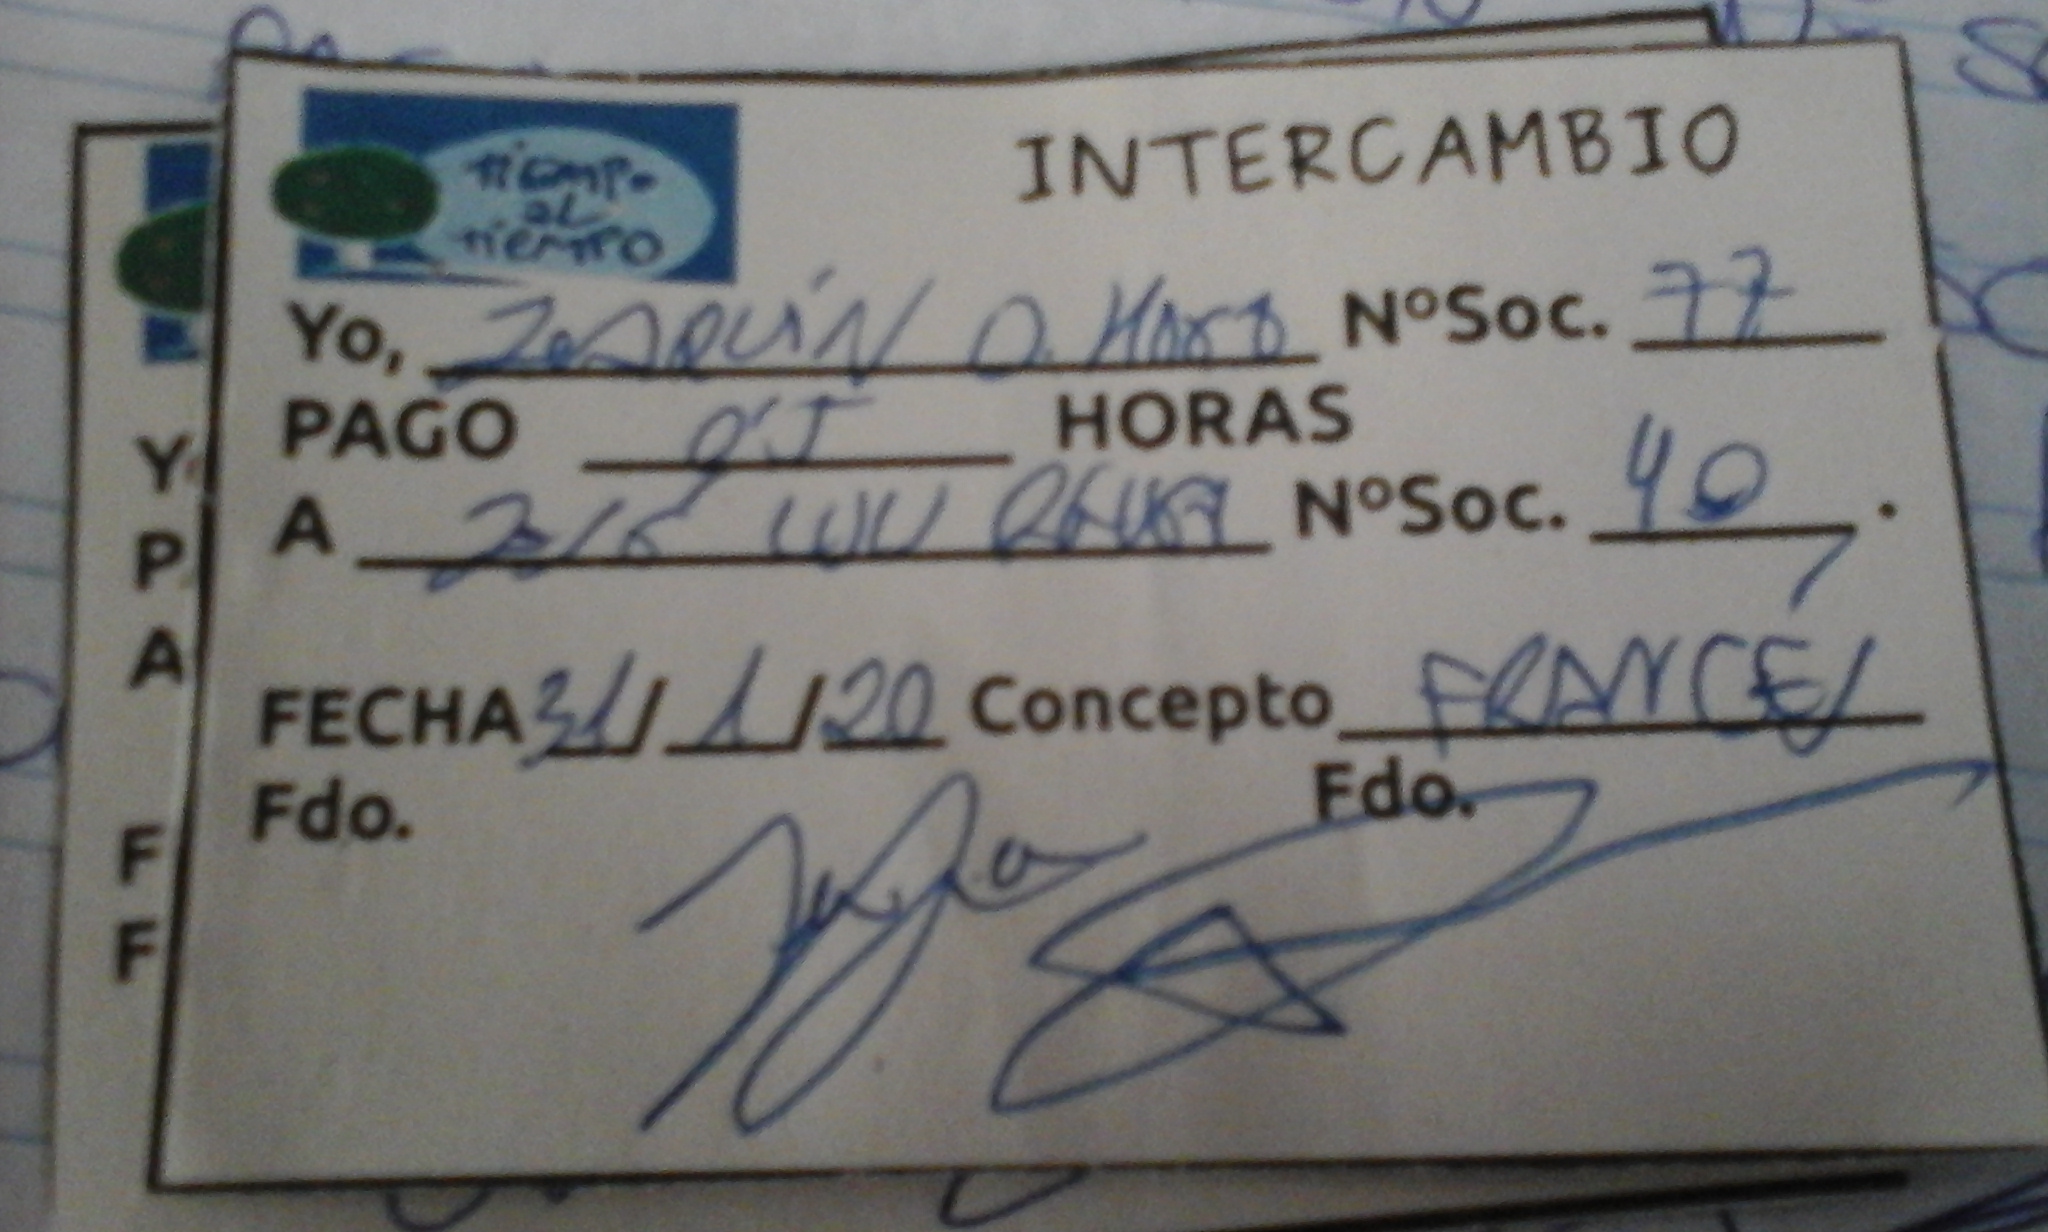 tiempo
al
tiempo
INTERCAMBIO
Yo, JOAQUÍN O. HARO NºSoc. 77
PAGO 0'5 HORAS
A JOSÉ NºSoc. 40.
FECHA 31/1/20 Concepto FRANCÉS
Fdo. Fdo.
Y
P
A
F
F